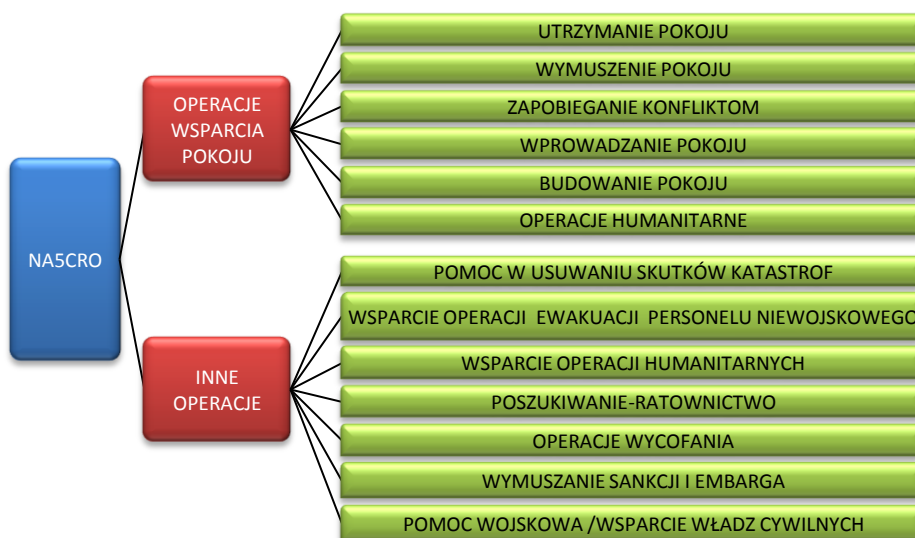 NA5CRO
OPERACJE
WSPARCIA
POKOJU
UTRZYMANIE POKOJU
WYMUSZENIE POKOJU
ZAPOBIEGANIE KONFLIKTOM
WPROWADZANIE POKOJU
BUDOWANIE POKOJU
OPERACJE HUMANITARNE
INNE
OPERACJE
POMOC W USUWANIU SKUTKÓW KATASTROF
WSPARCIE OPERACJI EWAKUACJI PERSONELU NIEWOJSKOWEGO
WSPARCIE OPERACJI HUMANITARNYCH
POSZUKIWANIE-RATOWNICTWO
OPERACJE WYCOFANIA
WYMUSZANIE SANKCJI I EMBARGA
POMOC WOJSKOWA /WSPARCIE WŁADZ CYWILNYCH